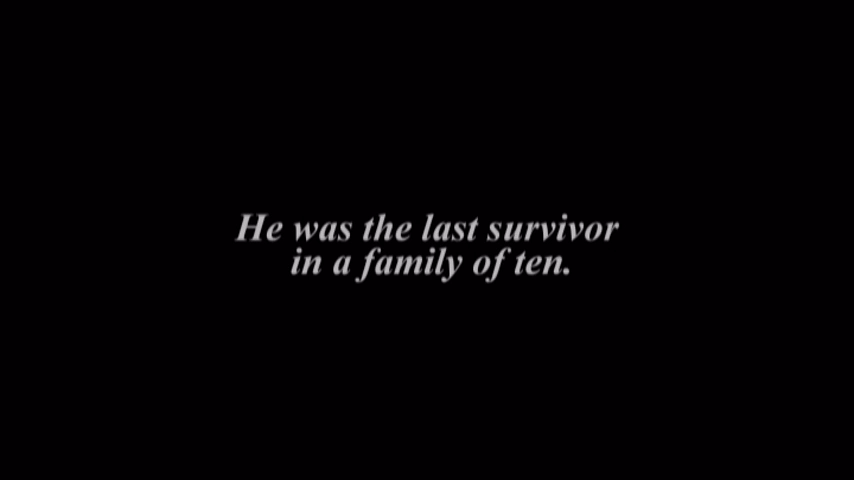 He was the last survivor
in a family of ten.